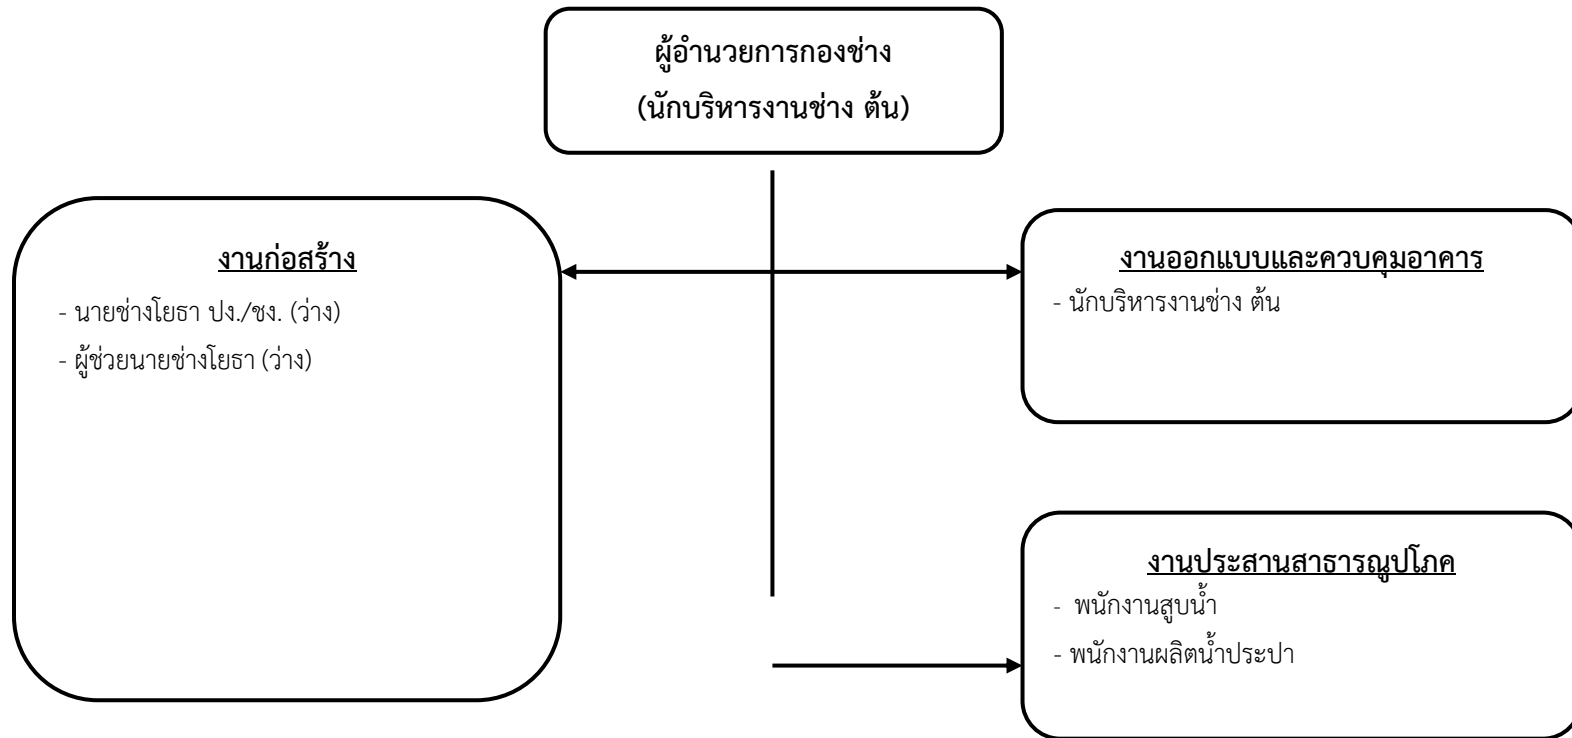 ผู้อำนวยการกองช่าง
(นักบริหารงานช่าง ต้น)
งานก่อสร้าง
- นายช่างโยธา ปง./ชง. (ว่าง)
- ผู้ช่วยนายช่างโยธา (ว่าง)
งานออกแบบและควบคุมอาคาร
- นักบริหารงานช่าง ต้น
งานประสานสาธารณูปโภค
- พนักงานสูบน้ำ
- พนักงานผลิตน้ำประปา